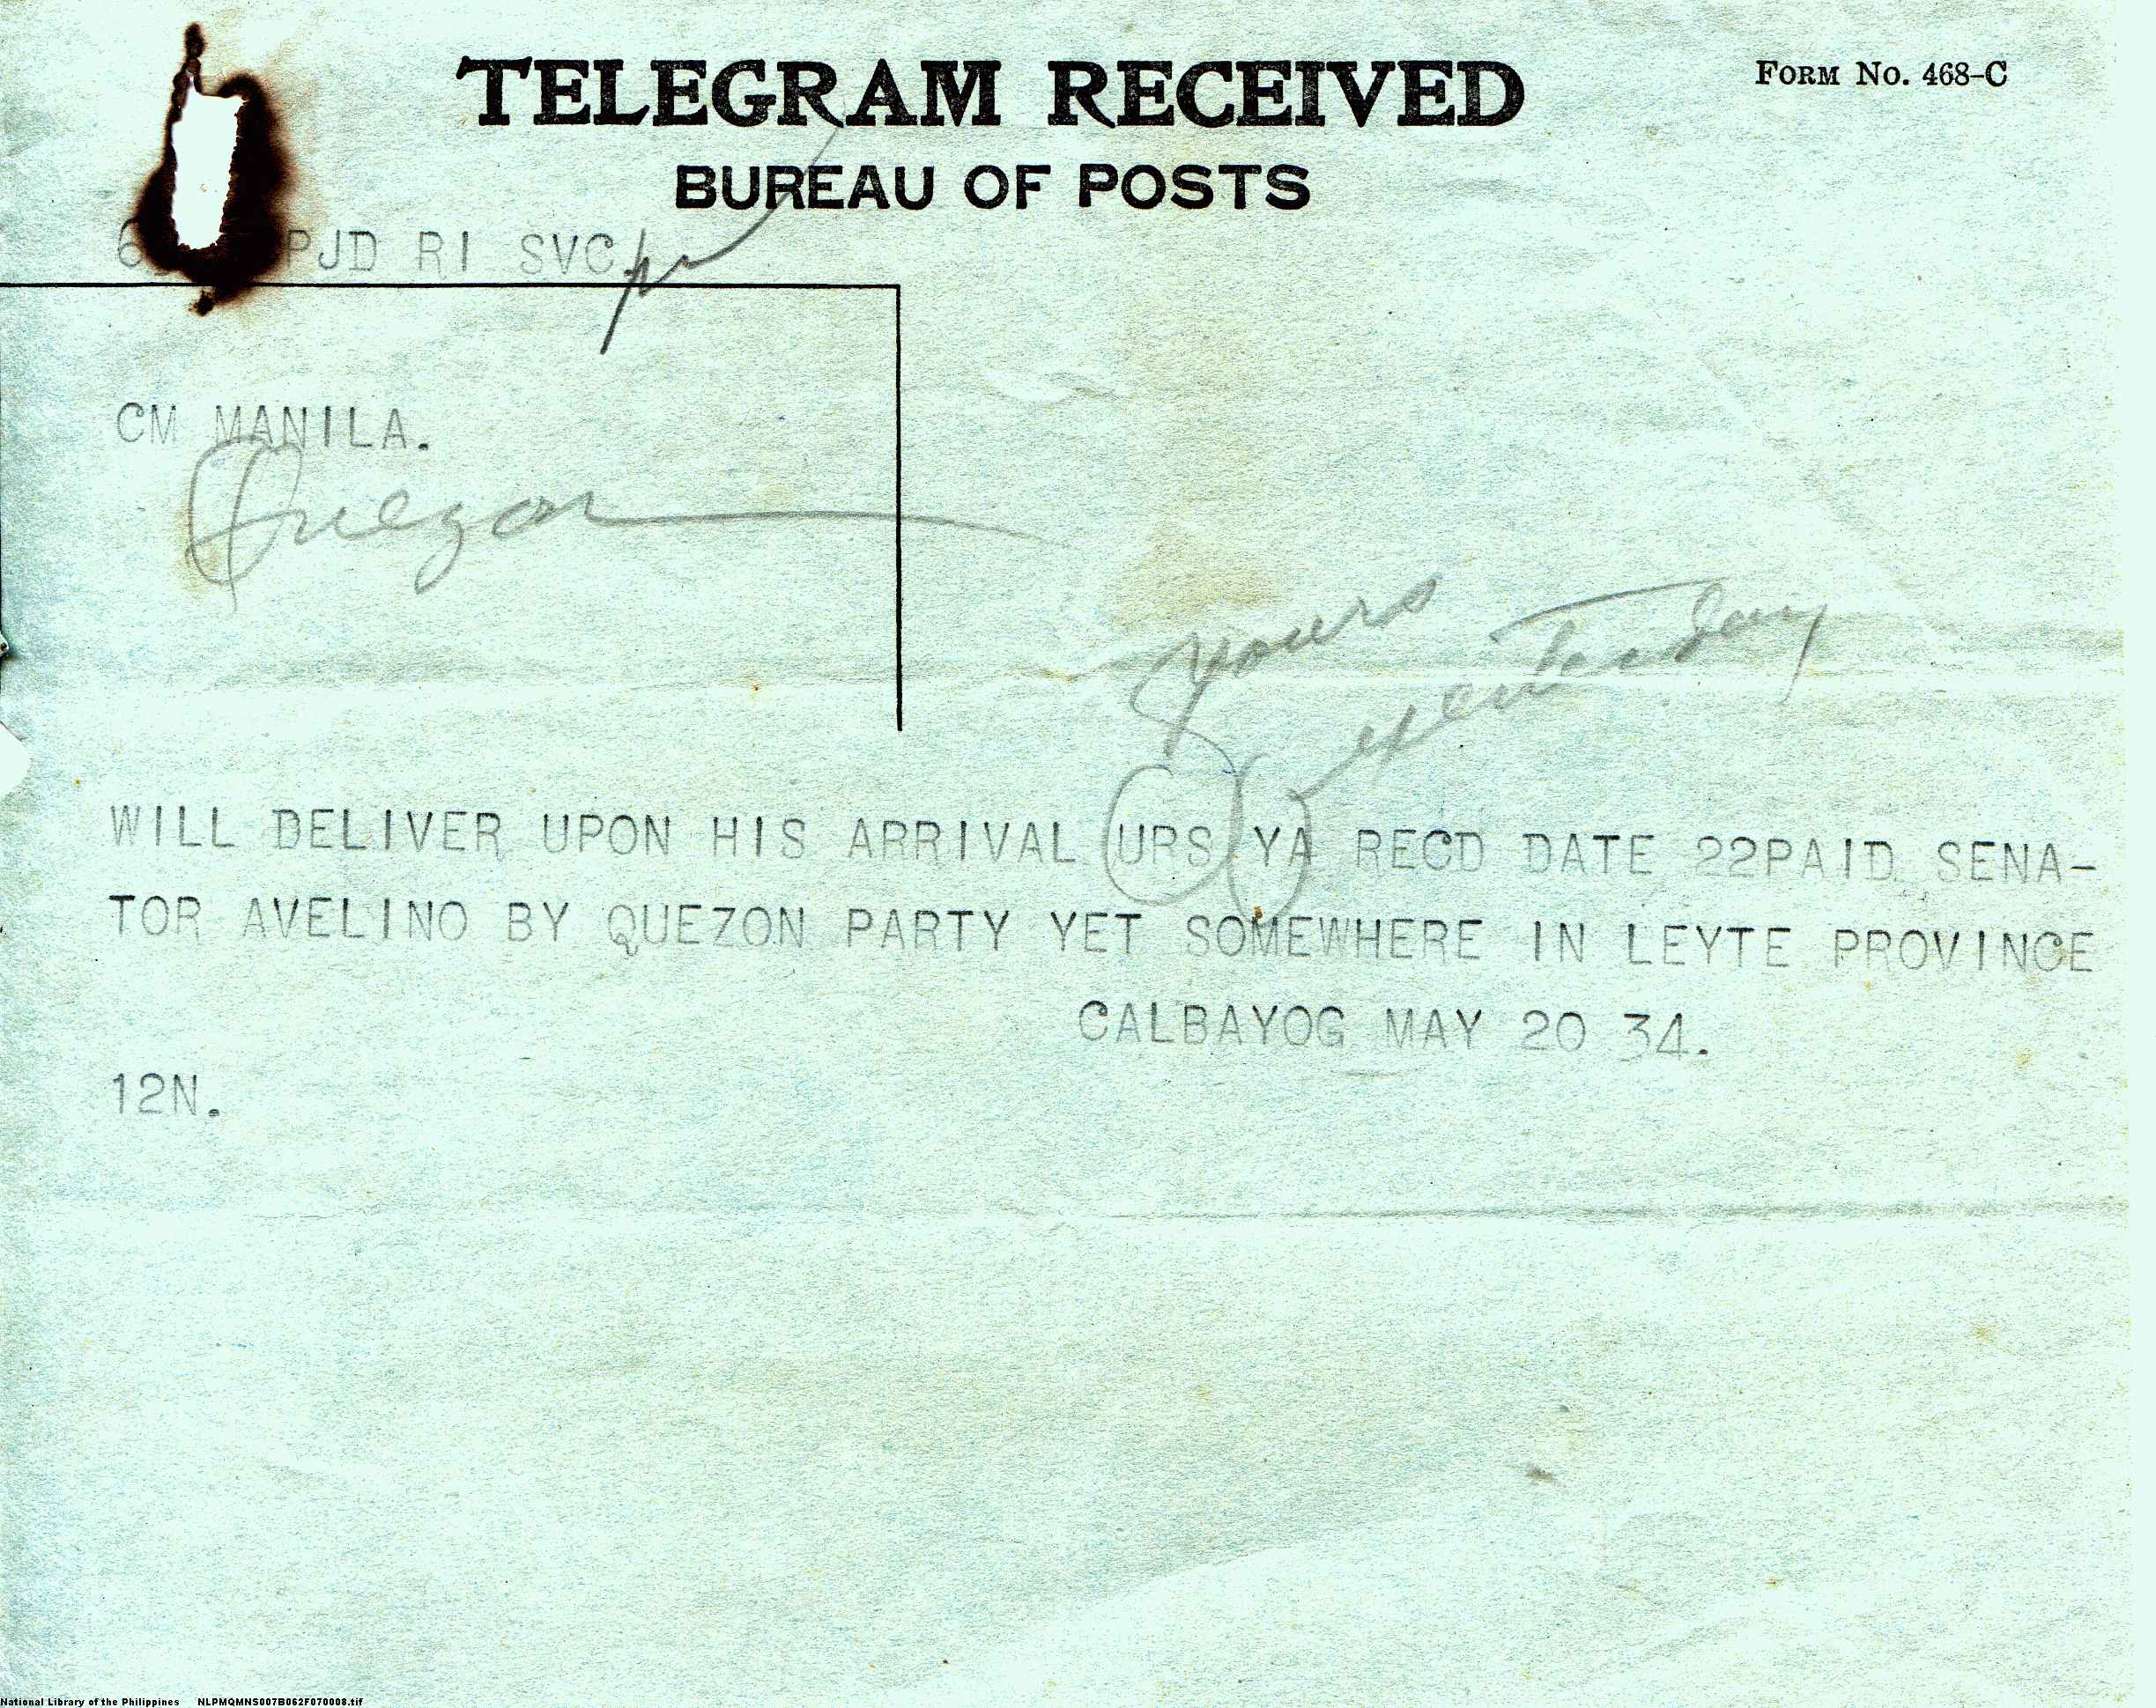 TELEGRAM RECEIVED
FORM NO. 468-C
BUREAU OF POSTS
PJD RI SVC
CM MANILA.
Quezon
yours
yesterday
WILL DELIVER UPON HIS ARRIVAL URS YA RECD DATE 22PAID SENA-
TOR AVELINO BY QUEZON PARTY YET SOMEWHERE IN LEYTE PROVINCE
CALBAYOG MAY 20 34.
12N.
National Library of the Philippines NLPMQMNS007B062F070008.tif